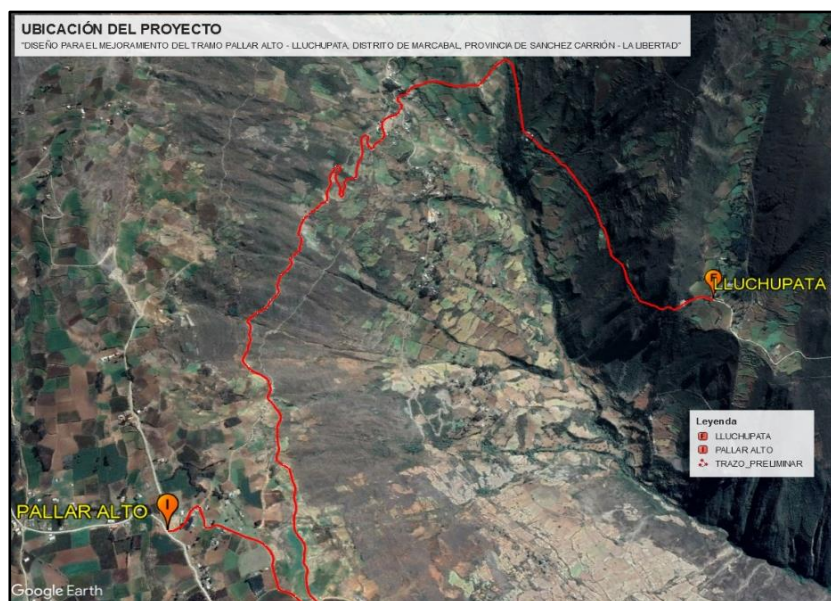 UBICACIÓN DEL PROYECTO
"DISEÑO PARA EL MEJORAMIENTO DEL TRAMO PALLAR ALTO - LLUCHUPATA, DISTRITO DE MARCABAL, PROVINCIA DE SANCHEZ CARRIÓN - LA LIBERTAD"
F
LLUCHUPATA
Leyenda
F LLUCHUPATA
I PALLAR ALTO
TRAZO_PRELIMINAR
I
PALLAR ALTO
Google Earth